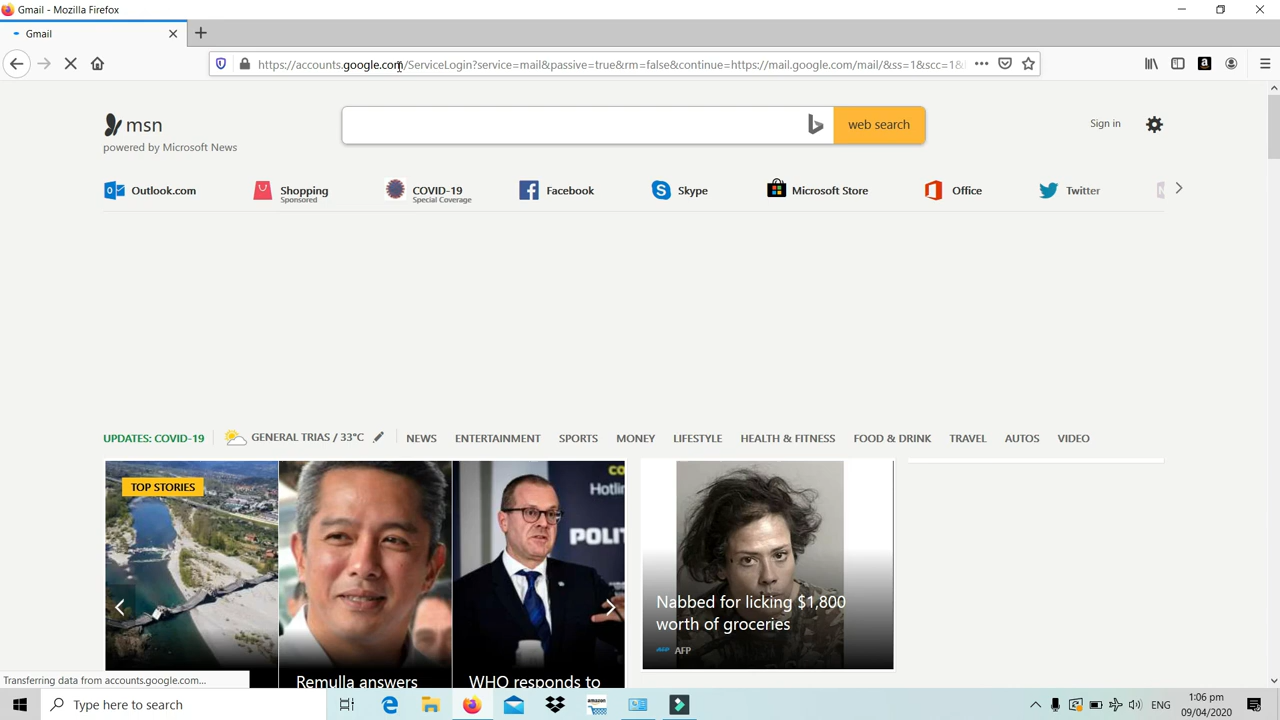 Gmail - Mozilla Firefox
Gmail
https://accounts.google.com/ServiceLogin?service=mail&passive=true&rm=false&continue=https://mail.google.com/mail/&ss=1&scc=1&
msn
powered by Microsoft News
web search
Sign in
Outlook.com
Shopping
Sponsored
COVID-19
Special Coverage
Facebook
Skype
Microsoft Store
Office
Twitter
UPDATES: COVID-19
GENERAL TRIAS / 33°C
NEWS
ENTERTAINMENT
SPORTS
MONEY
LIFESTYLE
HEALTH & FITNESS
FOOD & DRINK
TRAVEL
AUTOS
VIDEO
TOP STORIES
CO
Hotlin
POLIT
Remulla answers
WHO responds to
Nabbed for licking $1,800
worth of groceries
AFP AFP
Transferring data from accounts.google.com...
Type here to search
amazon
ENG
1:06 pm
09/04/2020